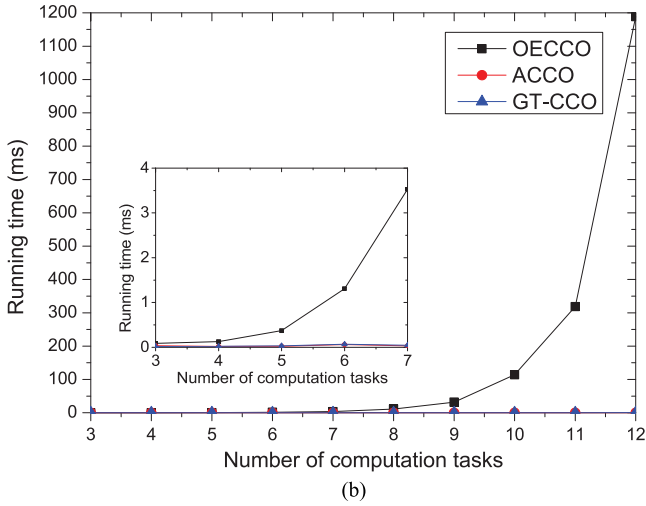 1200
1100
1000
900
800
700
600
500
400
300
200
100
0
Running time (ms)
OECCO
ACCO
GT-CCO
4
3
2
1
0
Running time (ms)
3 4 5 6 7
Number of computation tasks
3 4 5 6 7 8 9 10 11 12
Number of computation tasks
(b)